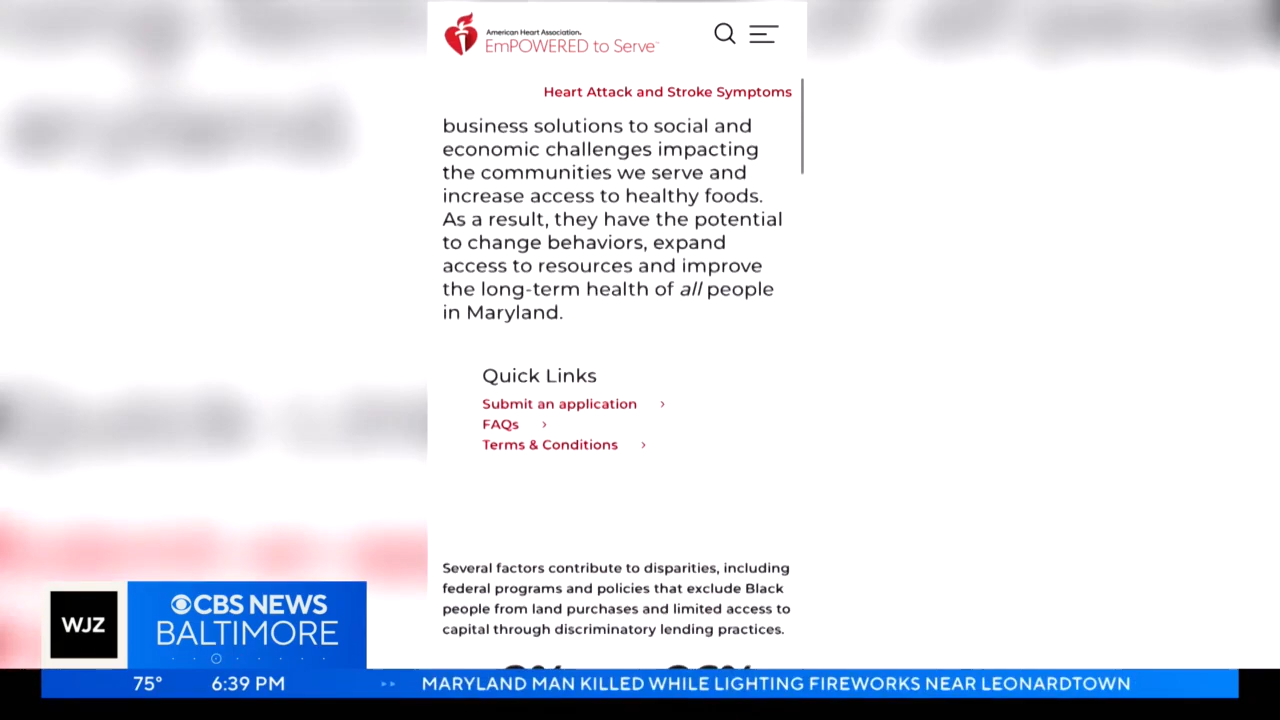 American Heart Association.
EmPOWERED to Serve™
Heart Attack and Stroke Symptoms
business solutions to social and
economic challenges impacting
the communities we serve and
increase access to healthy foods.
As a result, they have the potential
to change behaviors, expand
access to resources and improve
the long-term health of all people
in Maryland.
Quick Links
Submit an application >
FAQs >
Terms & Conditions >
Several factors contribute to disparities, including
federal programs and policies that exclude Black
people from land purchases and limited access to
capital through discriminatory lending practices.
WJZ
CBS NEWS
BALTIMORE
75° 6:39 PM MARYLAND MAN KILLED WHILE LIGHTING FIREWORKS NEAR LEONARDTOWN